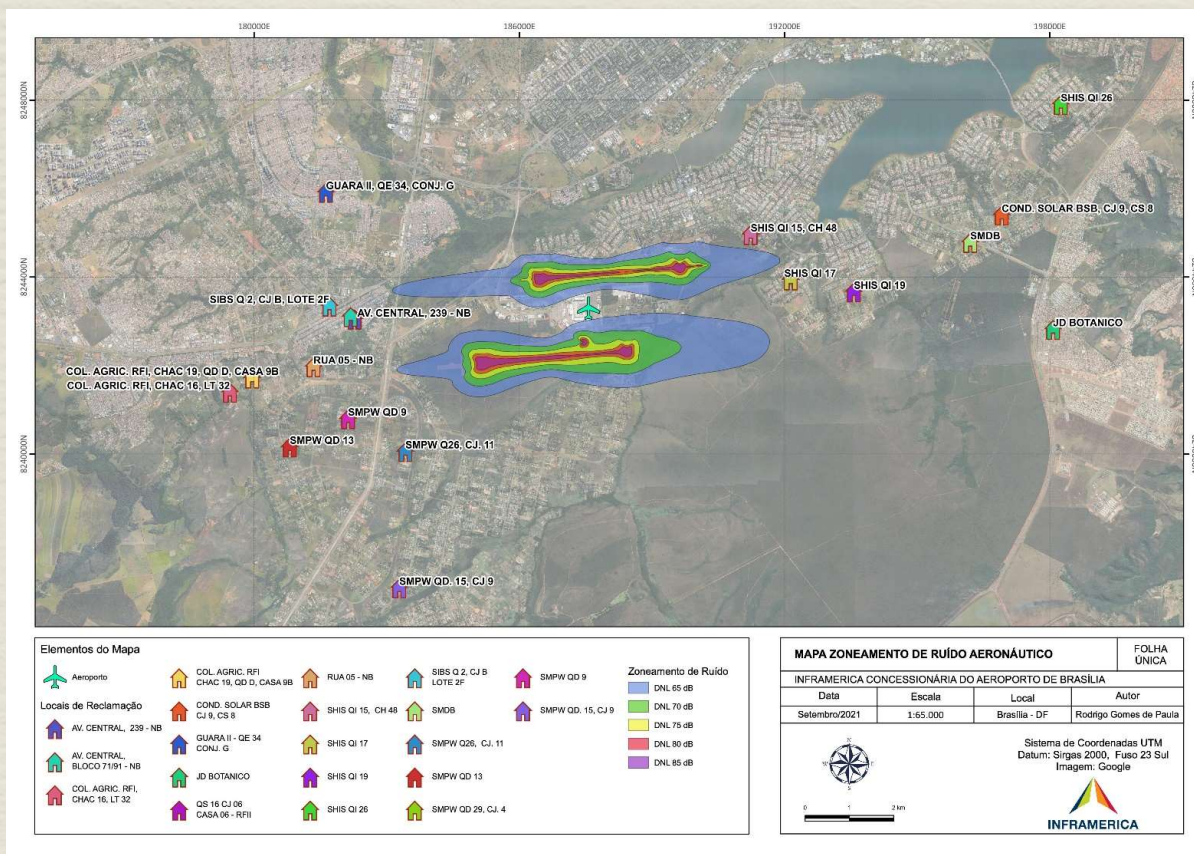 180000E
186000E
192000E
198000E
8248000N
SHIS QI 26
GUARA II, QE 34, CONJ. G
COND. SOLAR BSB, CJ 9, CS 8
SHIS QI 15, CH 48
SMDB
8244000N
SHIS QI 17
SHIS QI 19
SIBS Q 2, CJ B, LOTE 2F
AV. CENTRAL, 239 - NB
JD BOTANICO
RUA 05 - NB
COL. AGRIC. RFI, CHAC 19, QD D, CASA 9B
COL. AGRIC. RFI, CHAC 16, LT 32
SMPW QD 9
SMPW QD 13
SMPW Q26, CJ. 11
8240000N
SMPW QD. 15, CJ 9
Elementos do Mapa
Aeroporto
Locais de Reclamação
AV. CENTRAL, 239 - NB
AV. CENTRAL,
BLOCO 71/91 - NB
COL. AGRIC. RFI,
CHAC 16, LT 32
COL. AGRIC. RFI
CHAC 19, QD D, CASA 9B
COND. SOLAR BSB
CJ 9, CS 8
GUARA II - QE 34
CONJ. G
JD BOTANICO
QS 16 CJ 06
CASA 06 - RFII
RUA 05 - NB
SHIS QI 15, CH 48
SHIS QI 17
SHIS QI 19
SHIS QI 26
SIBS Q 2, CJ B
LOTE 2F
SMDB
SMPW Q26, CJ. 11
SMPW QD 13
SMPW QD 29, CJ. 4
SMPW QD 9
SMPW QD. 15, CJ 9
Zoneamento de Ruído
DNL 65 dB
DNL 70 dB
DNL 75 dB
DNL 80 dB
DNL 85 dB
MAPA ZONEAMENTO DE RUÍDO AERONÁUTICO
FOLHA
ÚNICA
INFRAMERICA CONCESSIONÁRIA DO AEROPORTO DE BRASÍLIA
Data Escala Local Autor
Setembro/2021 1:65.000 Brasília - DF Rodrigo Gomes de Paula
Sistema de Coordenadas UTM
Datum: Sirgas 2000, Fuso 23 Sul
Imagem: Google
N
W E
S
0 1 2 km
INFRAMERICA